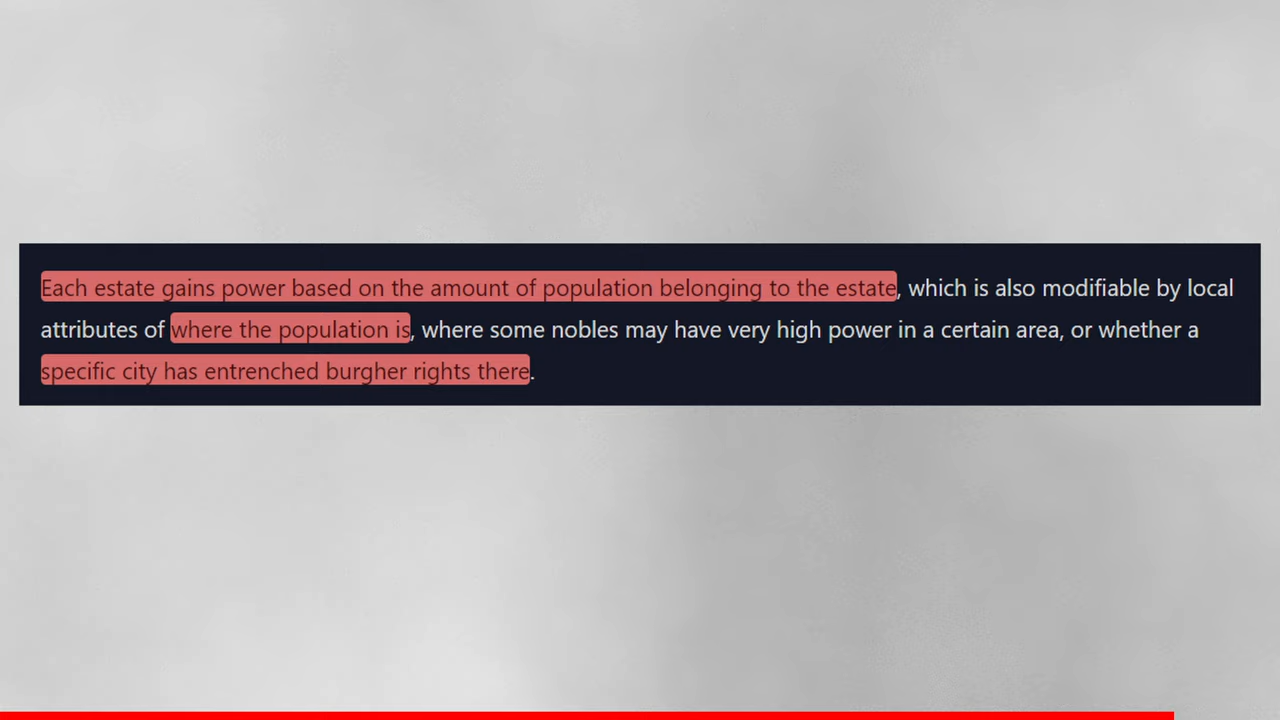 Each estate gains power based on the amount of population belonging to the estate, which is also modifiable by local
attributes of where the population is, where some nobles may have very high power in a certain area, or whether a
specific city has entrenched burgher rights there.